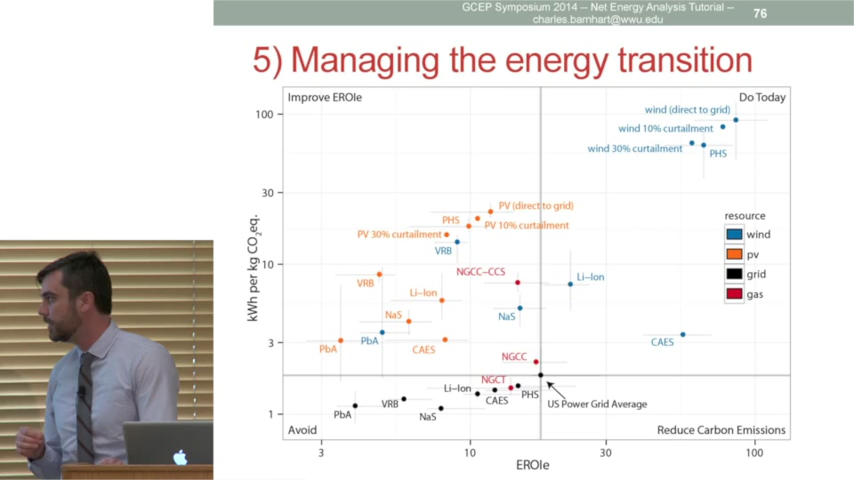 GCEP Symposium 2014 -- Net Energy Analysis Tutorial --
charles.barnhart@wwu.edu
76
5) Managing the energy transition
Improve EROIe
Do Today
100
wind (direct to grid)
wind 10% curtailment
wind 30% curtailment
PHS
30
PV (direct to grid)
PHS
PV 10% curtailment
PV 30% curtailment
VRB
resource
wind
pv
grid
gas
kWh per kg CO2eq.
10
NGCC-CCS
Li-Ion
VRB
Li-Ion
NaS
NaS
3
PbA
PbA
CAES
CAES
NGCC
NGCT
Li-Ion
PHS
CAES
US Power Grid Average
VRB
PbA
NaS
1
Avoid
Reduce Carbon Emissions
3
10
30
100
EROIe